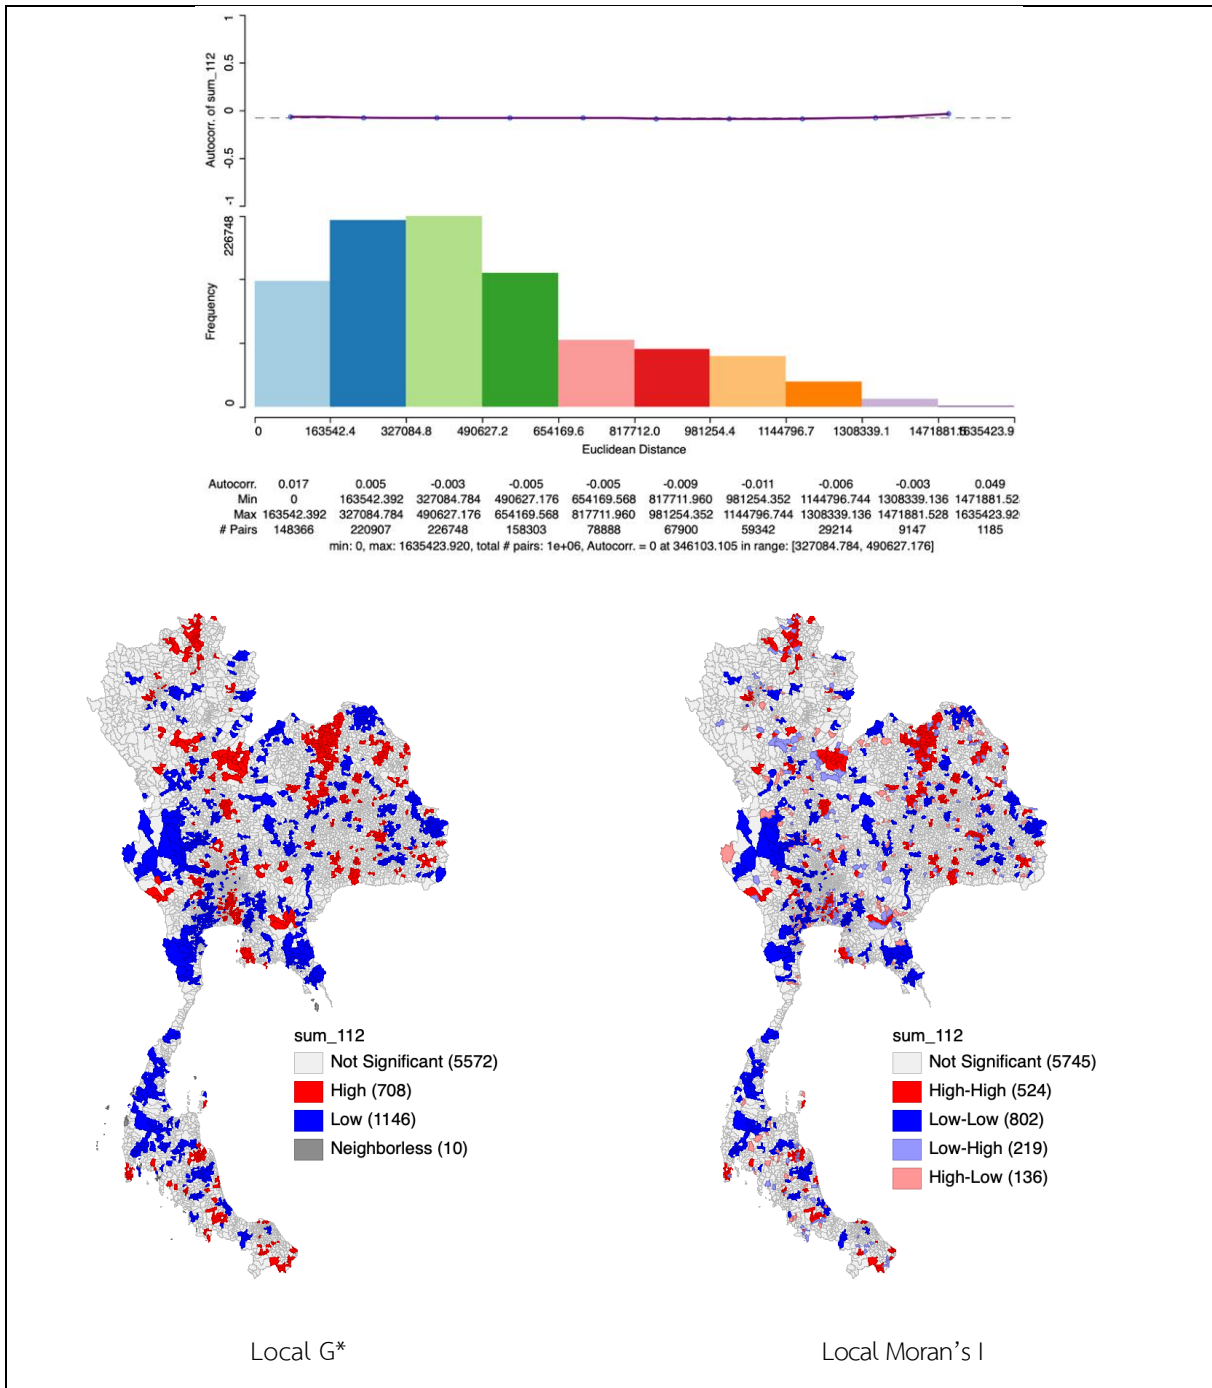 1
0.5
0
-0.5
-1
Autocorr. of sum_112
226748
0
Frequency
0 163542.4 327084.8 490627.2 654169.6 817712.0 981254.4 1144796.7 1308339.1 1471881.5 1635423.9
Euclidean Distance
Autocorr. 0.017 0.005 -0.003 -0.005 -0.005 -0.009 -0.011 -0.006 -0.003 0.049
Min 0 163542.392 327084.784 490627.176 654169.568 817711.960 981254.352 1144796.744 1308339.136 1471881.52
Max 163542.392 327084.784 490627.176 654169.568 817711.960 981254.352 1144796.744 1308339.136 1471881.528 1635423.92
# Pairs 148366 220907 226748 158303 78888 67900 59342 29214 9147 1185
min: 0, max: 1635423.920, total # pairs: 1e+06, Autocorr. = 0 at 346103.105 in range: [327084.784, 490627.176]
sum_112
Not Significant (5572)
High (708)
Low (1146)
Neighborless (10)
sum_112
Not Significant (5745)
High-High (524)
Low-Low (802)
Low-High (219)
High-Low (136)
Local G*
Local Moran's I